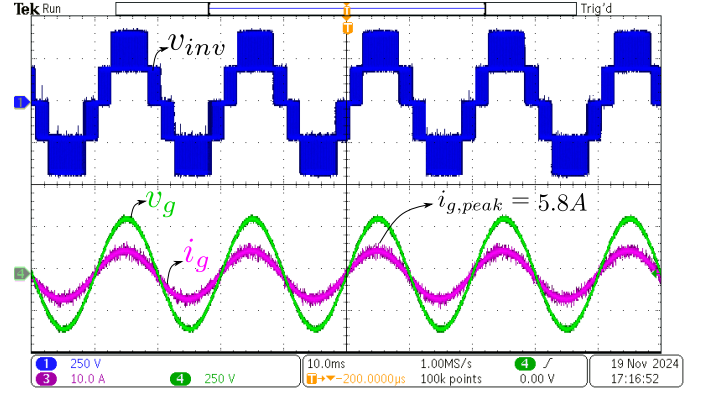 Tek Run Trig'd
T
T
v_inv
1
v_g
i_g,peak = 5.8A
i_g
4
1 250 V 10.0ms 1.00MS/s 4 19 Nov 2024
3 10.0 A 4 250 V T→▼−200.0000µs 100k points 0.00 V 17:16:52